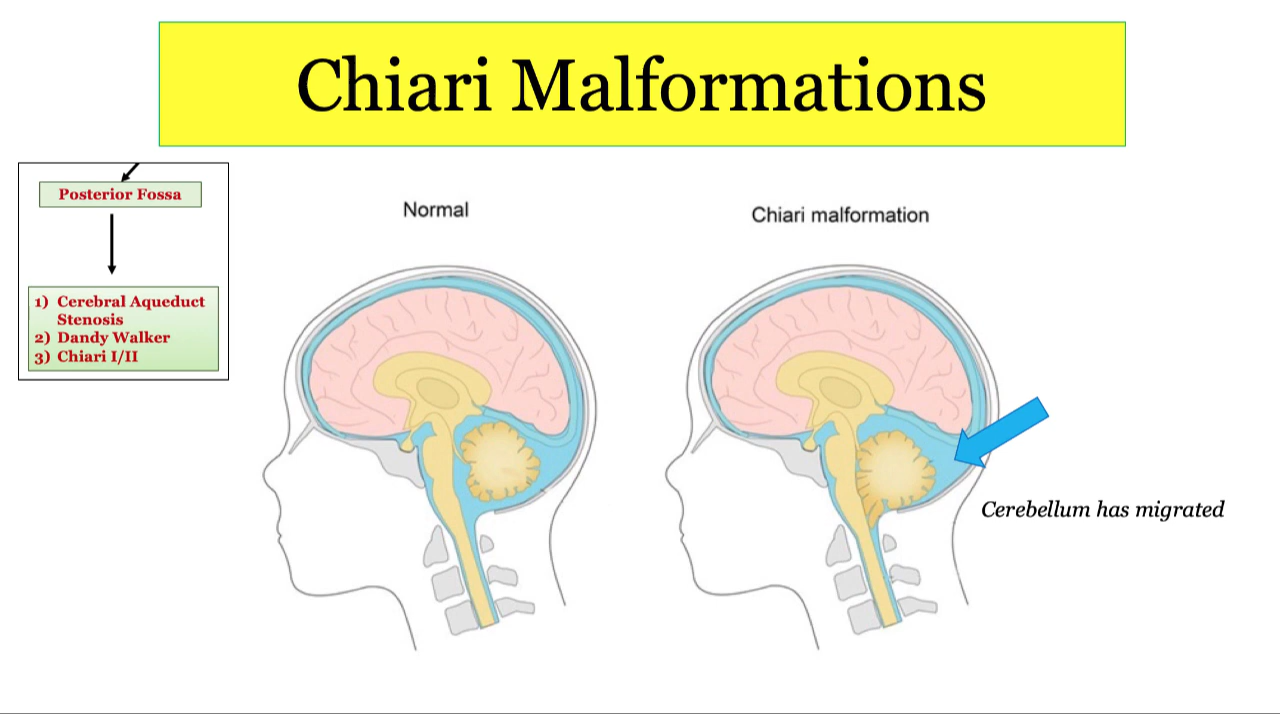 Chiari Malformations
Posterior Fossa
1) Cerebral Aqueduct
Stenosis
2) Dandy Walker
3) Chiari I/II
Normal
Chiari malformation
Cerebellum has migrated